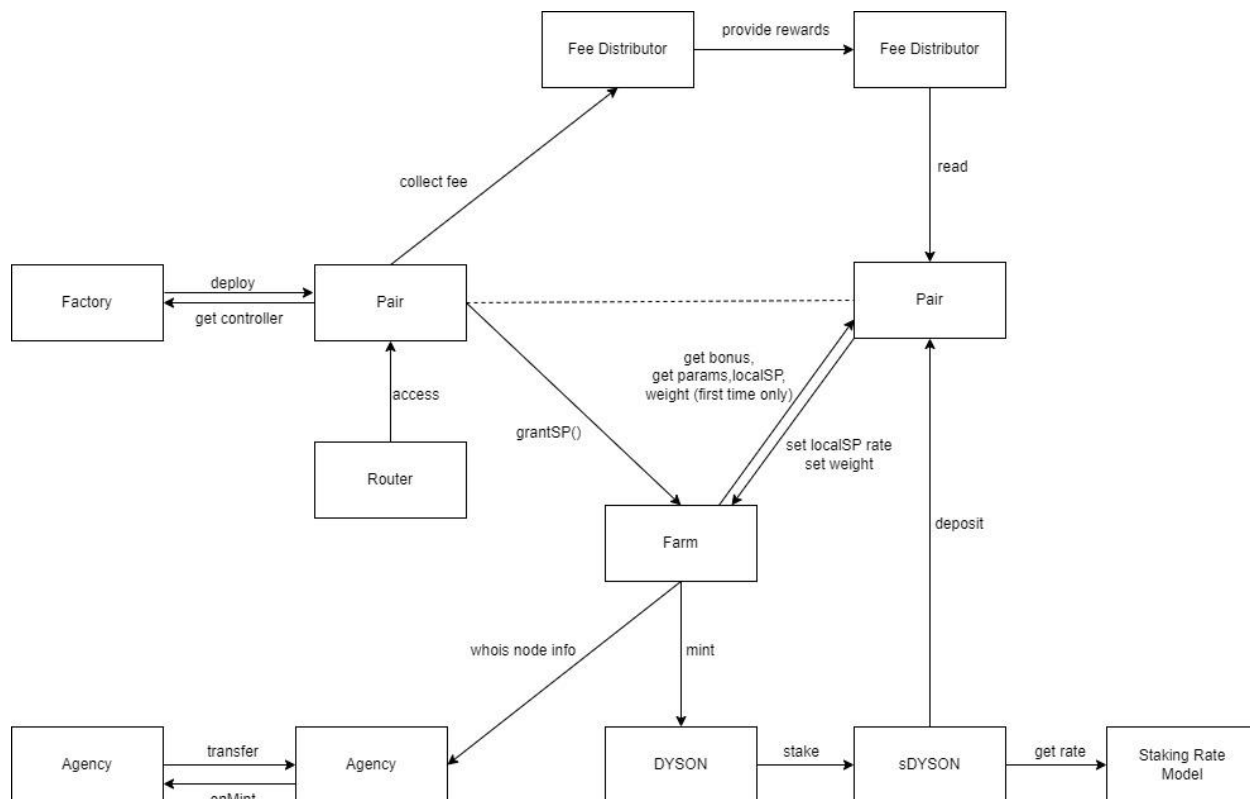 provide rewards
Fee Distributor
Fee Distributor
collect fee
read
deploy
Factory
Pair
Pair
get controller
get bonus,
get params,localSP,
weight (first time only)
access
grantSP()
set localSP rate
set weight
Router
deposit
Farm
whois node info
mint
transfer
stake
get rate
Agency
Agency
DYSON
sDYSON
Staking Rate
Model
onMint